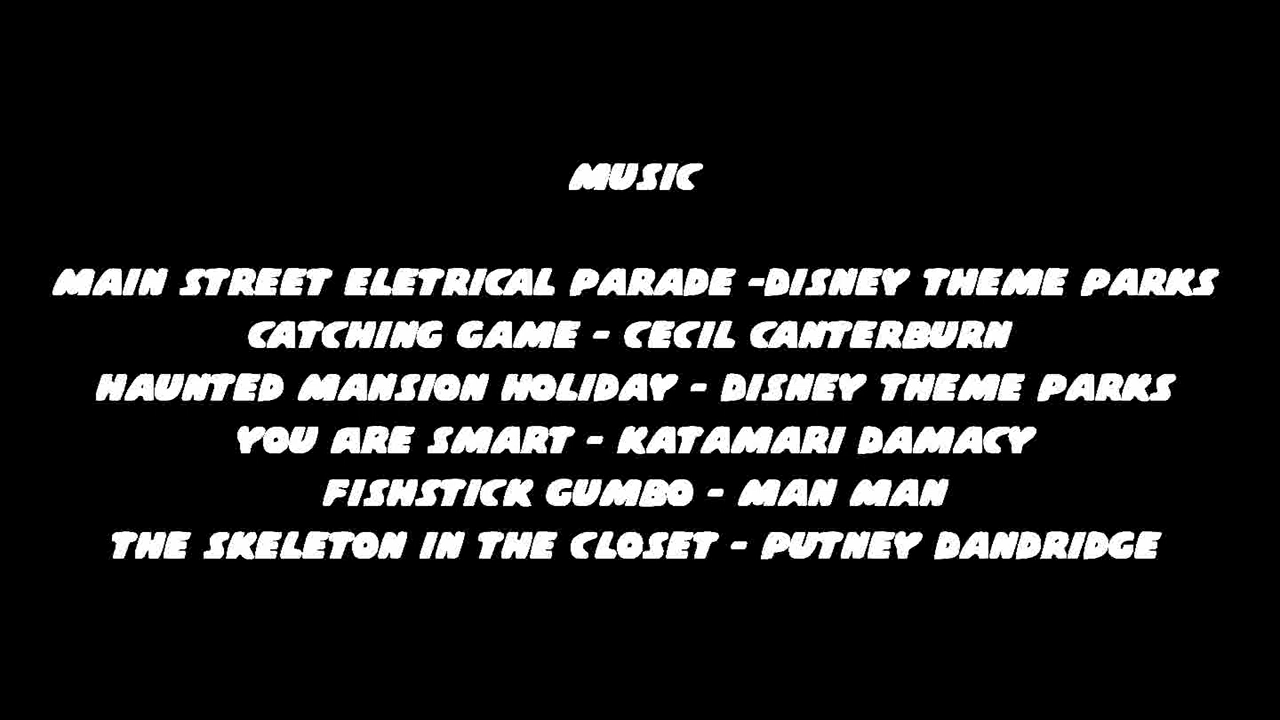 MUSIC
MAIN STREET ELETRICAL PARADE -DISNEY THEME PARKS
CATCHING GAME - CECIL CANTERBURN
HAUNTED MANSION HOLIDAY - DISNEY THEME PARKS
YOU ARE SMART - KATAMARI DAMACY
FISHSTICK GUMBO - MAN MAN
THE SKELETON IN THE CLOSET - PUTNEY DANDRIDGE